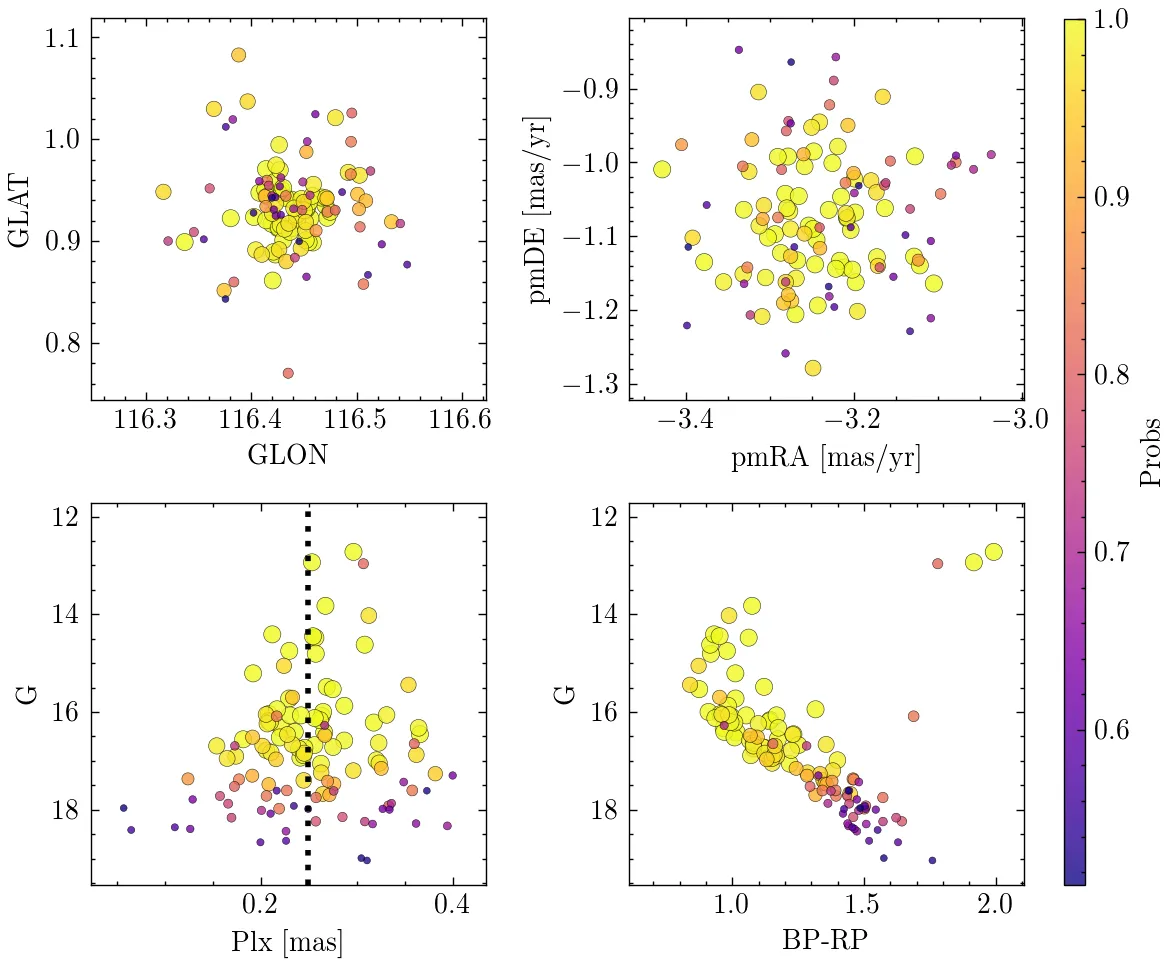 1.1
1.0
0.9
0.8
GLAT
116.3 116.4 116.5 116.6
GLON
−0.9
−1.0
−1.1
−1.2
−1.3
pmDE [mas/yr]
−3.4 −3.2 −3.0
pmRA [mas/yr]
1.0
0.9
0.8
0.7
0.6
Probs
12
14
16
18
G
0.2 0.4
Plx [mas]
12
14
16
18
G
1.0 1.5 2.0
BP-RP